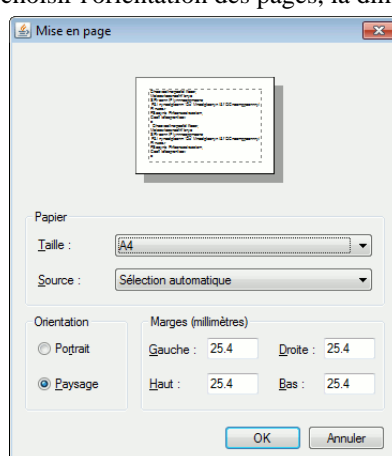 choisir l'orientation des pages, la dim
Mise en page
Papier
Taille : A4
Source : Sélection automatique
Orientation Marges (millimètres)
Portrait Gauche : 25.4 Droite : 25.4
Paysage Haut : 25.4 Bas : 25.4
OK Annuler